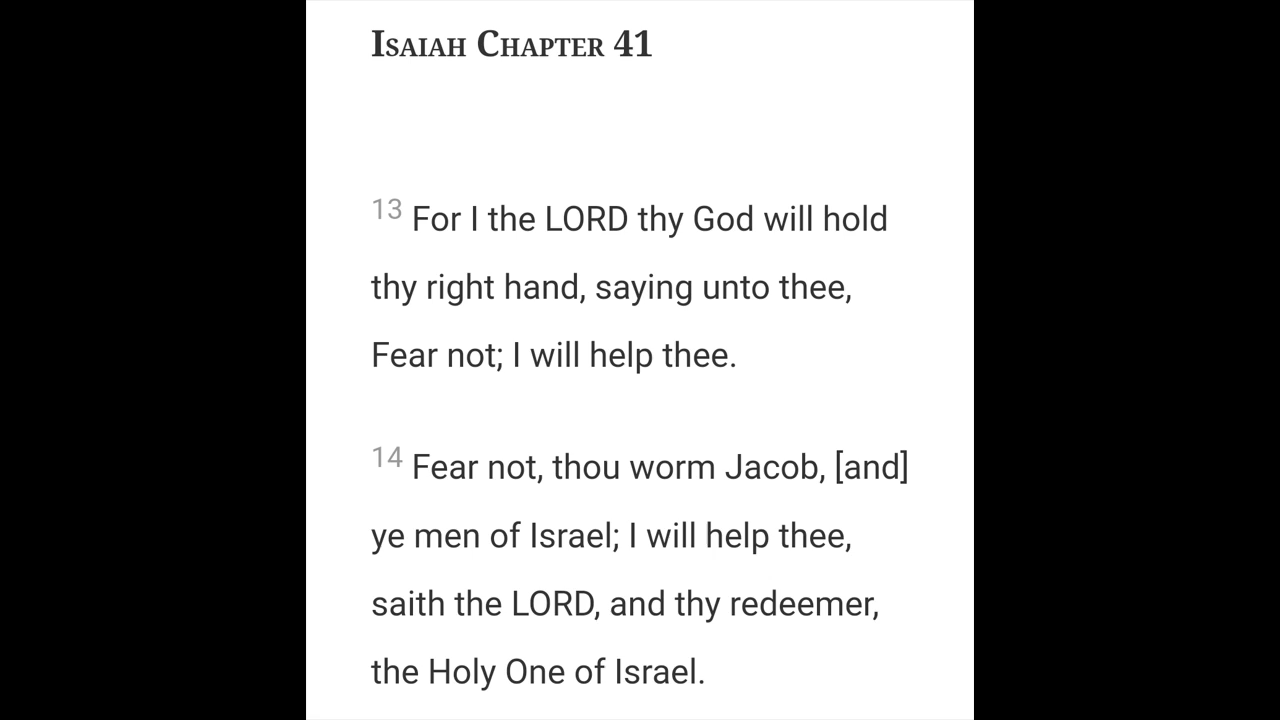 Isaiah Chapter 41
13 For I the LORD thy God will hold
thy right hand, saying unto thee,
Fear not; I will help thee.
14 Fear not, thou worm Jacob, [and]
ye men of Israel; I will help thee,
saith the LORD, and thy redeemer,
the Holy One of Israel.